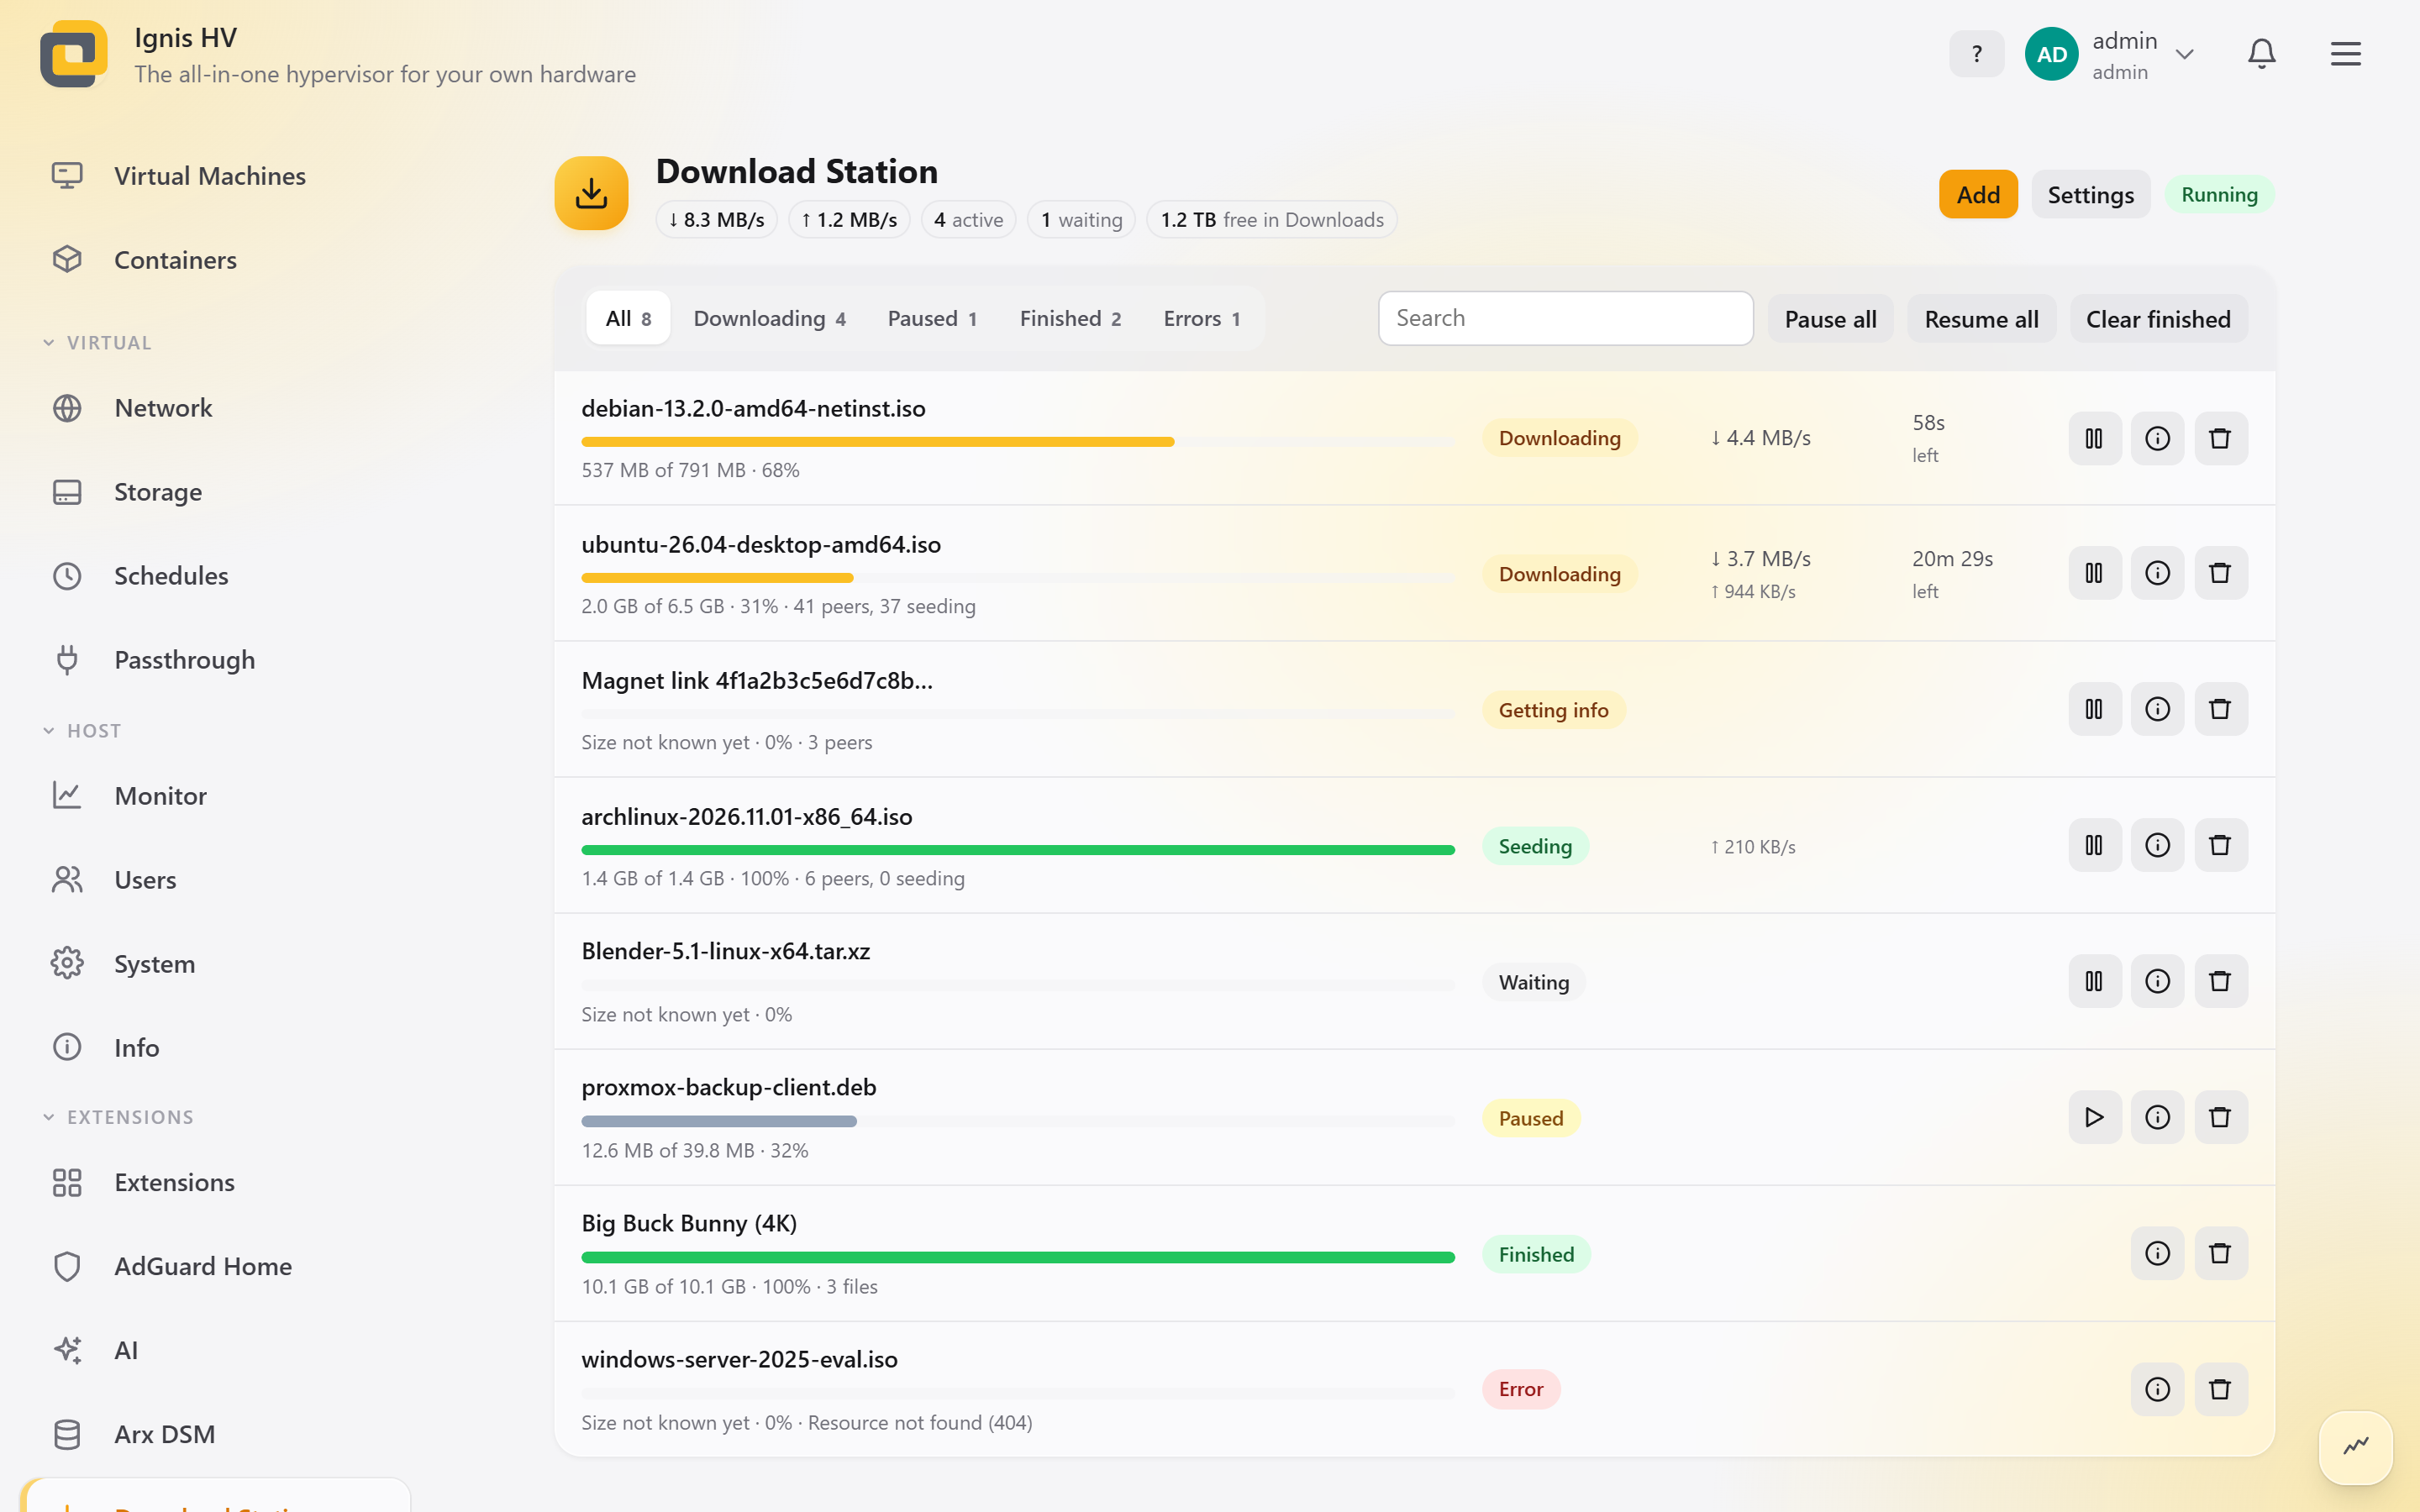 Ignis HV
The all-in-one hypervisor for your own hardware
?
AD
admin
admin
Virtual Machines
Containers
VIRTUAL
Network
Storage
Schedules
Passthrough
HOST
Monitor
Users
System
Info
EXTENSIONS
Extensions
AdGuard Home
AI
Arx DSM
Download Station
Download Station
↓ 8.3 MB/s
↑ 1.2 MB/s
4 active
1 waiting
1.2 TB free in Downloads
Add
Settings
Running
All 8
Downloading 4
Paused 1
Finished 2
Errors 1
Search
Pause all
Resume all
Clear finished
debian-13.2.0-amd64-netinst.iso
537 MB of 791 MB · 68%
Downloading
↓ 4.4 MB/s
58s
left
ubuntu-26.04-desktop-amd64.iso
2.0 GB of 6.5 GB · 31% · 41 peers, 37 seeding
Downloading
↓ 3.7 MB/s
↑ 944 KB/s
20m 29s
left
Magnet link 4f1a2b3c5e6d7c8b…
Size not known yet · 0% · 3 peers
Getting info
archlinux-2026.11.01-x86_64.iso
1.4 GB of 1.4 GB · 100% · 6 peers, 0 seeding
Seeding
↑ 210 KB/s
Blender-5.1-linux-x64.tar.xz
Size not known yet · 0%
Waiting
proxmox-backup-client.deb
12.6 MB of 39.8 MB · 32%
Paused
Big Buck Bunny (4K)
10.1 GB of 10.1 GB · 100% · 3 files
Finished
windows-server-2025-eval.iso
Size not known yet · 0% · Resource not found (404)
Error